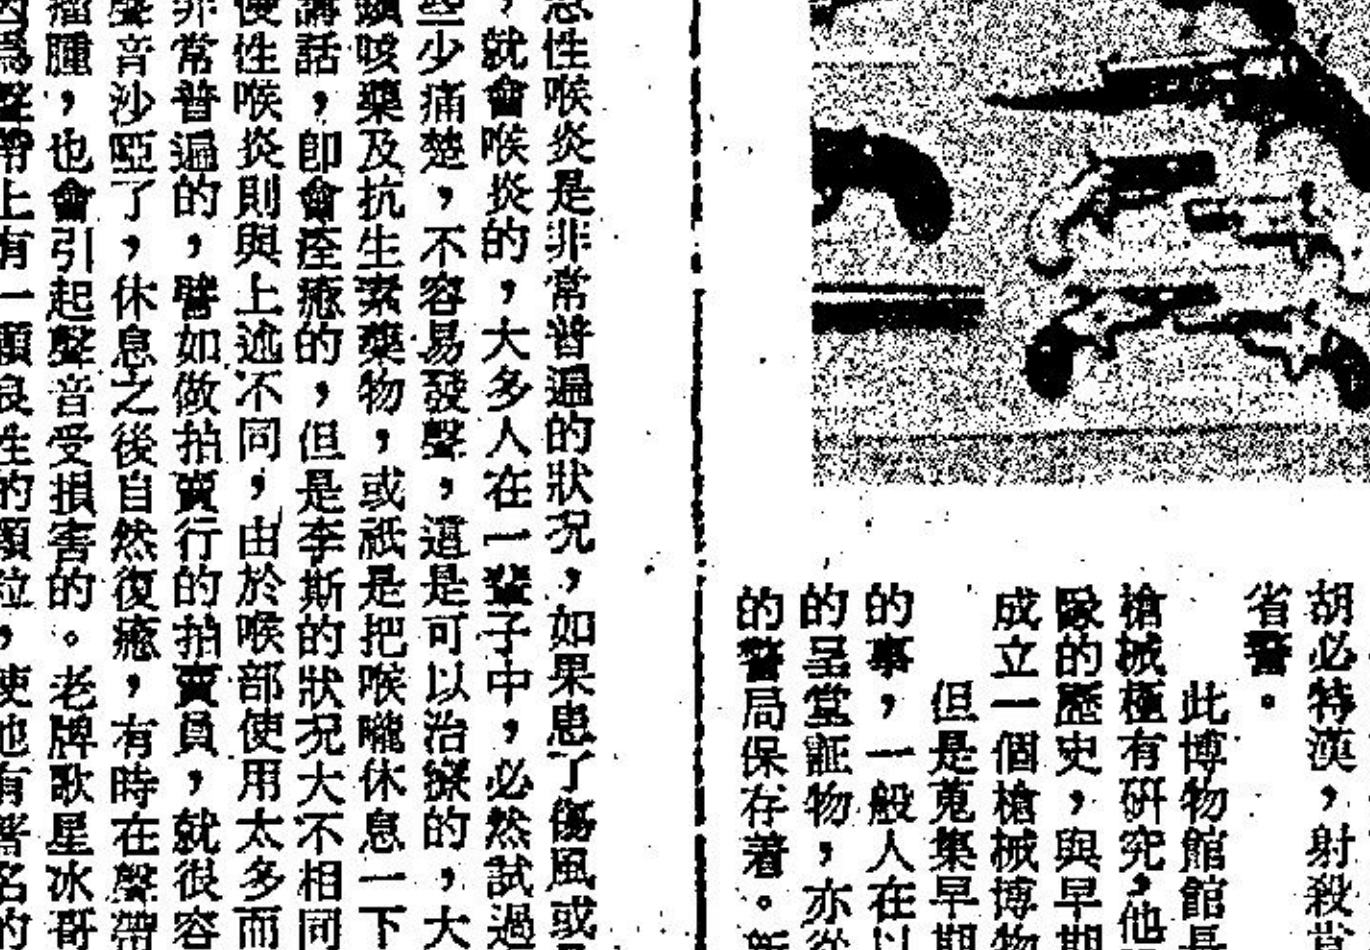 胡必特漢，射殺
省警。
此博物館館長
槍械極有研究，他
歐的歷史，與早期
成立一個槍械博物
但是蒐集早期
的事，一般人在以
的呈堂証物，亦從
的警局保存着。新
急性喉炎是非常普遍的狀況，如果患了傷風或
，就會喉炎的，大多人在一輩子中，必然試過
些少痛楚，不容易發聲，這是可以治療的，大
鎮咳藥及抗生素藥物，或祇是把喉嚨休息一下
講話，即會痊癒的，但是李斯的狀況大不相同
慢性喉炎則與上述不同，由於喉部使用太多而
非常普遍的，譬如做拍賣行的拍賣員，就很容
聲音沙啞了，休息之後自然復癒，有時在聲帶
瘤腫，也會引起聲音受損害的。老牌歌星冰哥
因為聲帶上有一顆良性的顆粒，使他有著名的